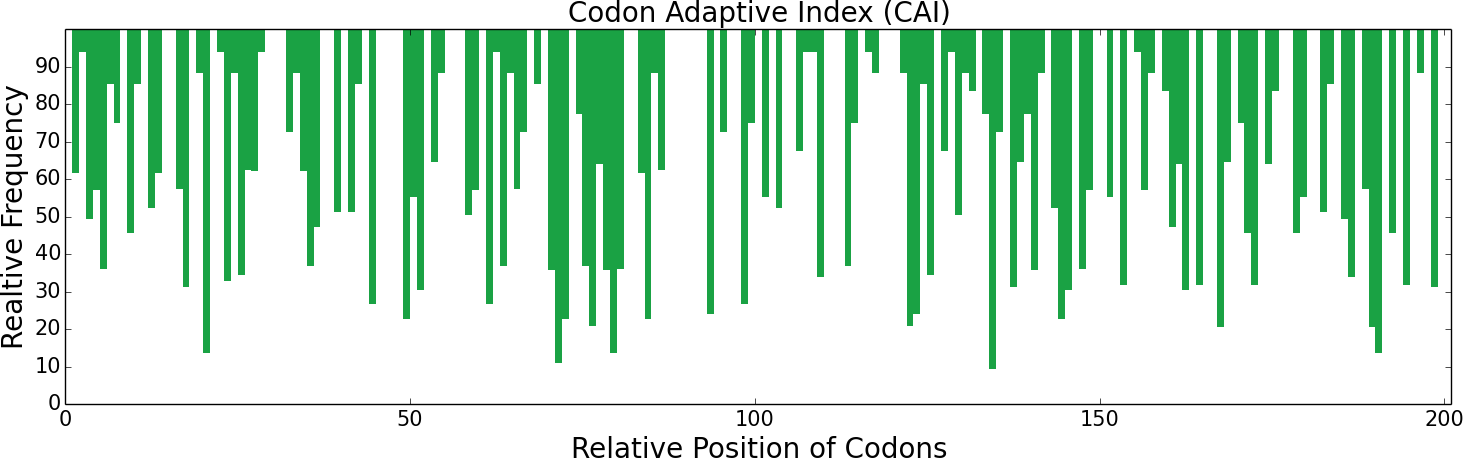 Codon Adaptive Index (CAI)
Realtive Frequency
90
80
70
60
50
40
30
20
10
0
0 50 100 150 200
Relative Position of Codons